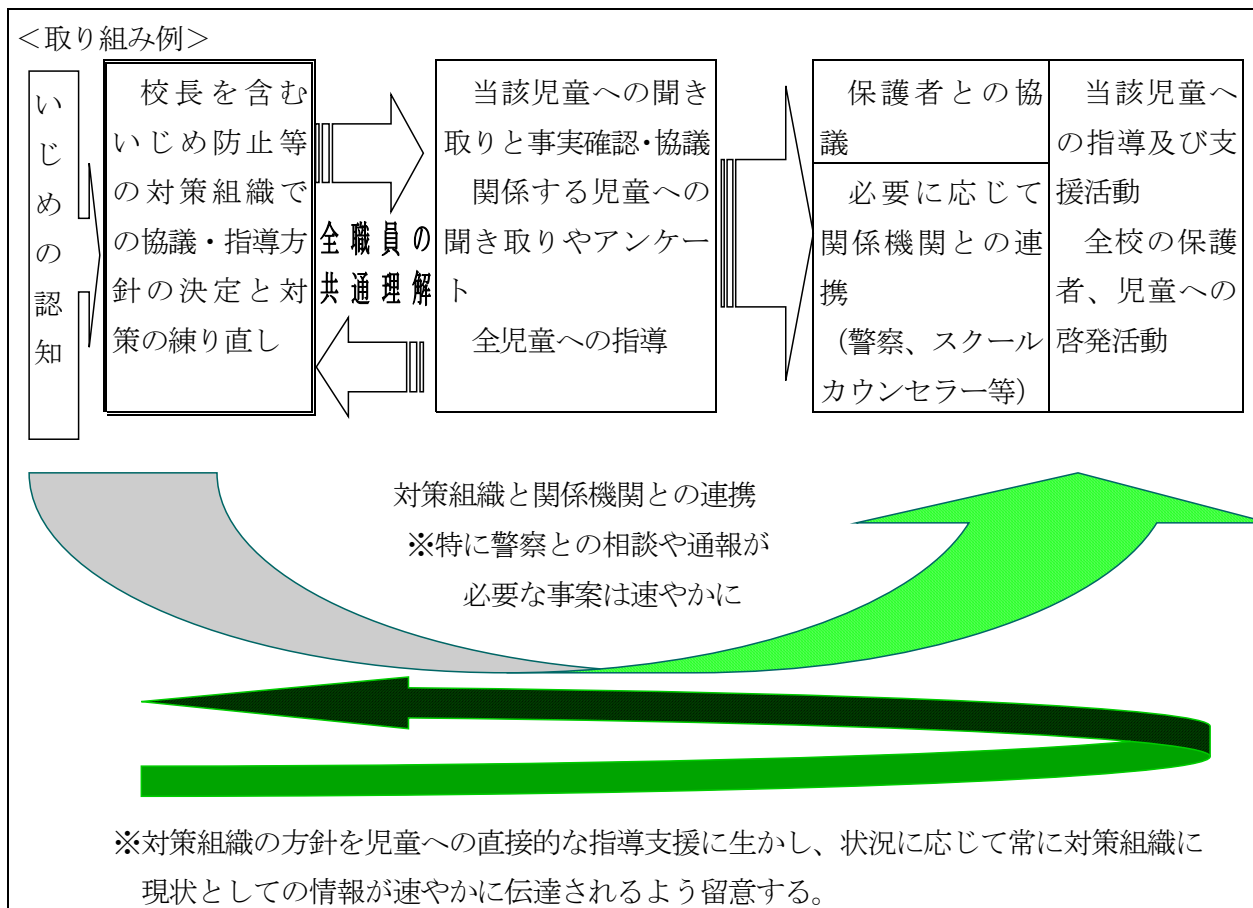 ＜取り組み例＞
いじめの認知
校長を含む
いじめ防止等
の対策組織で
の協議・指導方
針の決定と対
策の練り直し
全職員の
共通理解
当該児童への聞き
取りと事実確認・協議
関係する児童への
聞き取りやアンケー
ト
全児童への指導
保護者との協
議
必要に応じて
関係機関との連
携
（警察、スクール
カウンセラー等）
当該児童へ
の指導及び支
援活動
全校の保護
者、児童への
啓発活動
対策組織と関係機関との連携
※特に警察との相談や通報が
必要な事案は速やかに
※対策組織の方針を児童への直接的な指導支援に生かし、状況に応じて常に対策組織に
現状としての情報が速やかに伝達されるよう留意する。